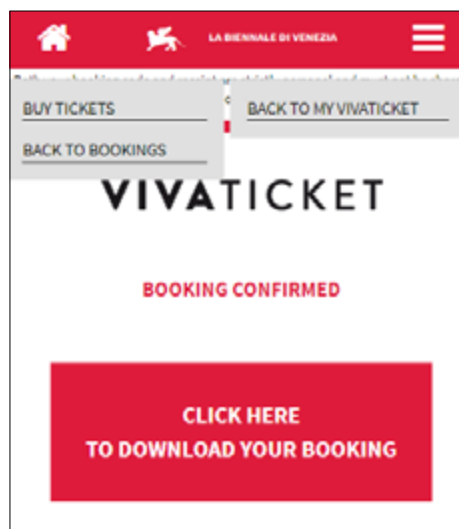 LA BIENNALE DI VENEZIA
BUY TICKETS
BACK TO MY VIVATICKET
BACK TO BOOKINGS
VIVATICKET
BOOKING CONFIRMED
CLICK HERE
TO DOWNLOAD YOUR BOOKING